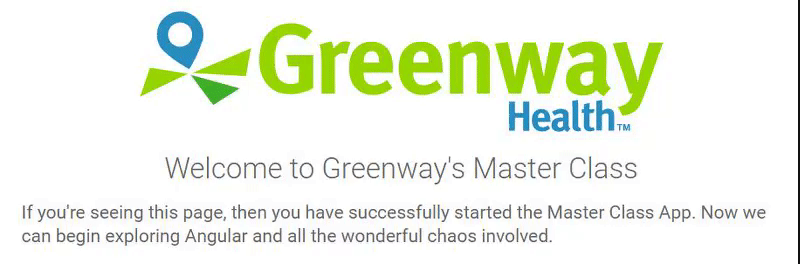 Greenway
Health™
Welcome to Greenway's Master Class
If you're seeing this page, then you have successfully started the Master Class App. Now we
can begin exploring Angular and all the wonderful chaos involved.